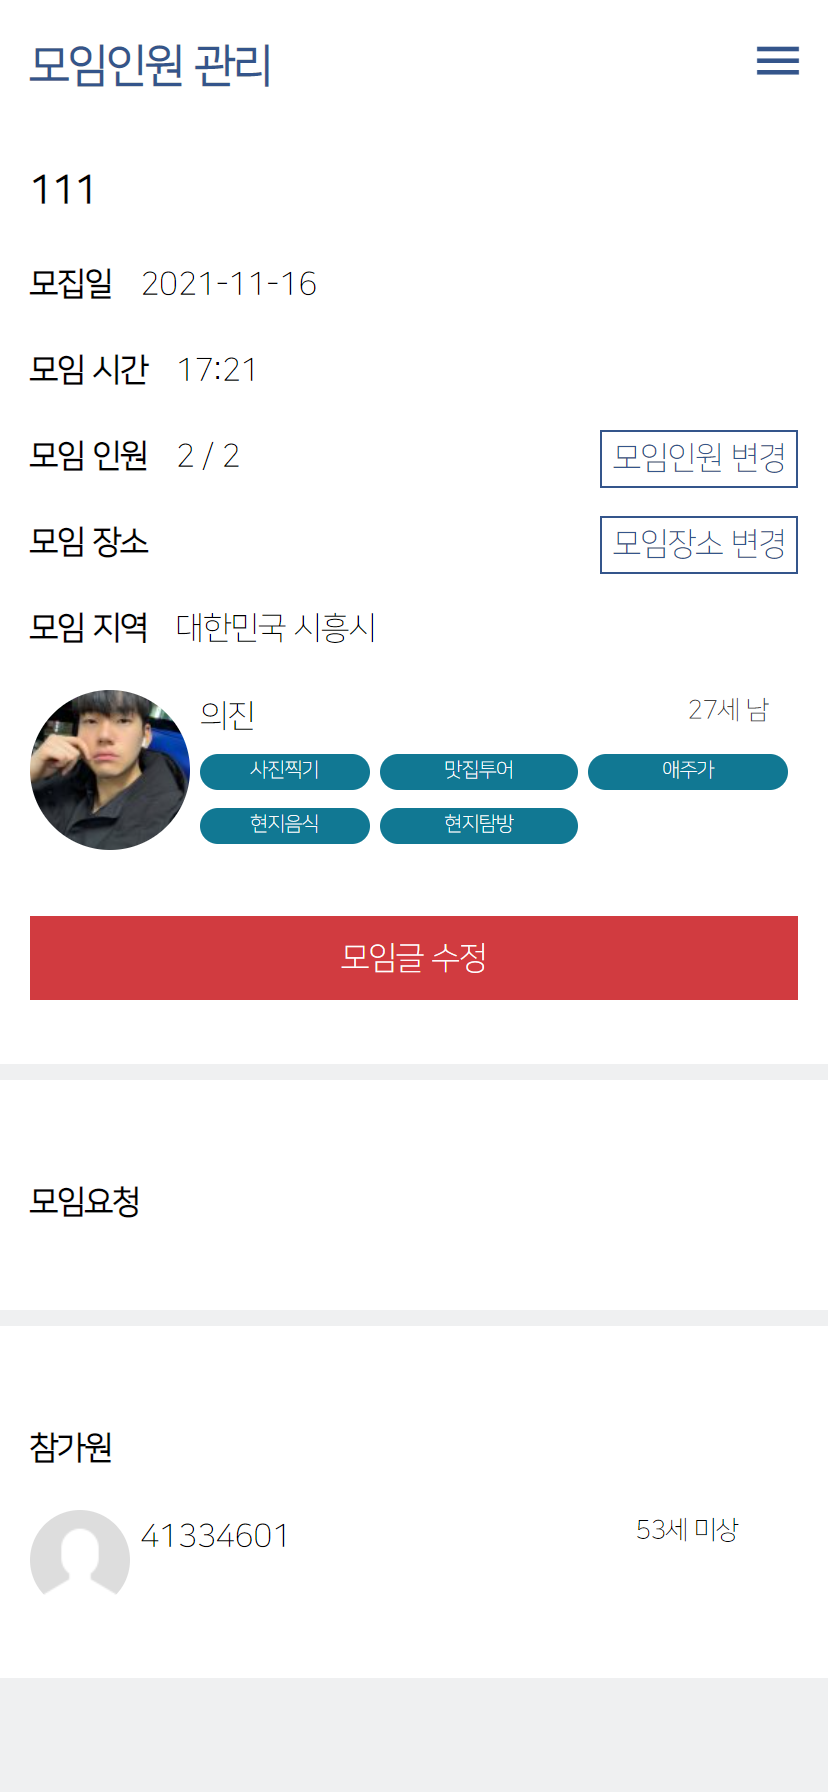 모임인원 관리
111
모집일 2021-11-16
모임 시간 17:21
모임 인원 2 / 2 모임인원 변경
모임 장소 모임장소 변경
모임 지역 대한민국 시흥시
의진 27세 남
사진찍기 맛집투어 애주가
현지음식 현지탐방
모임글 수정
모임요청
참가원
41334601 53세 미상